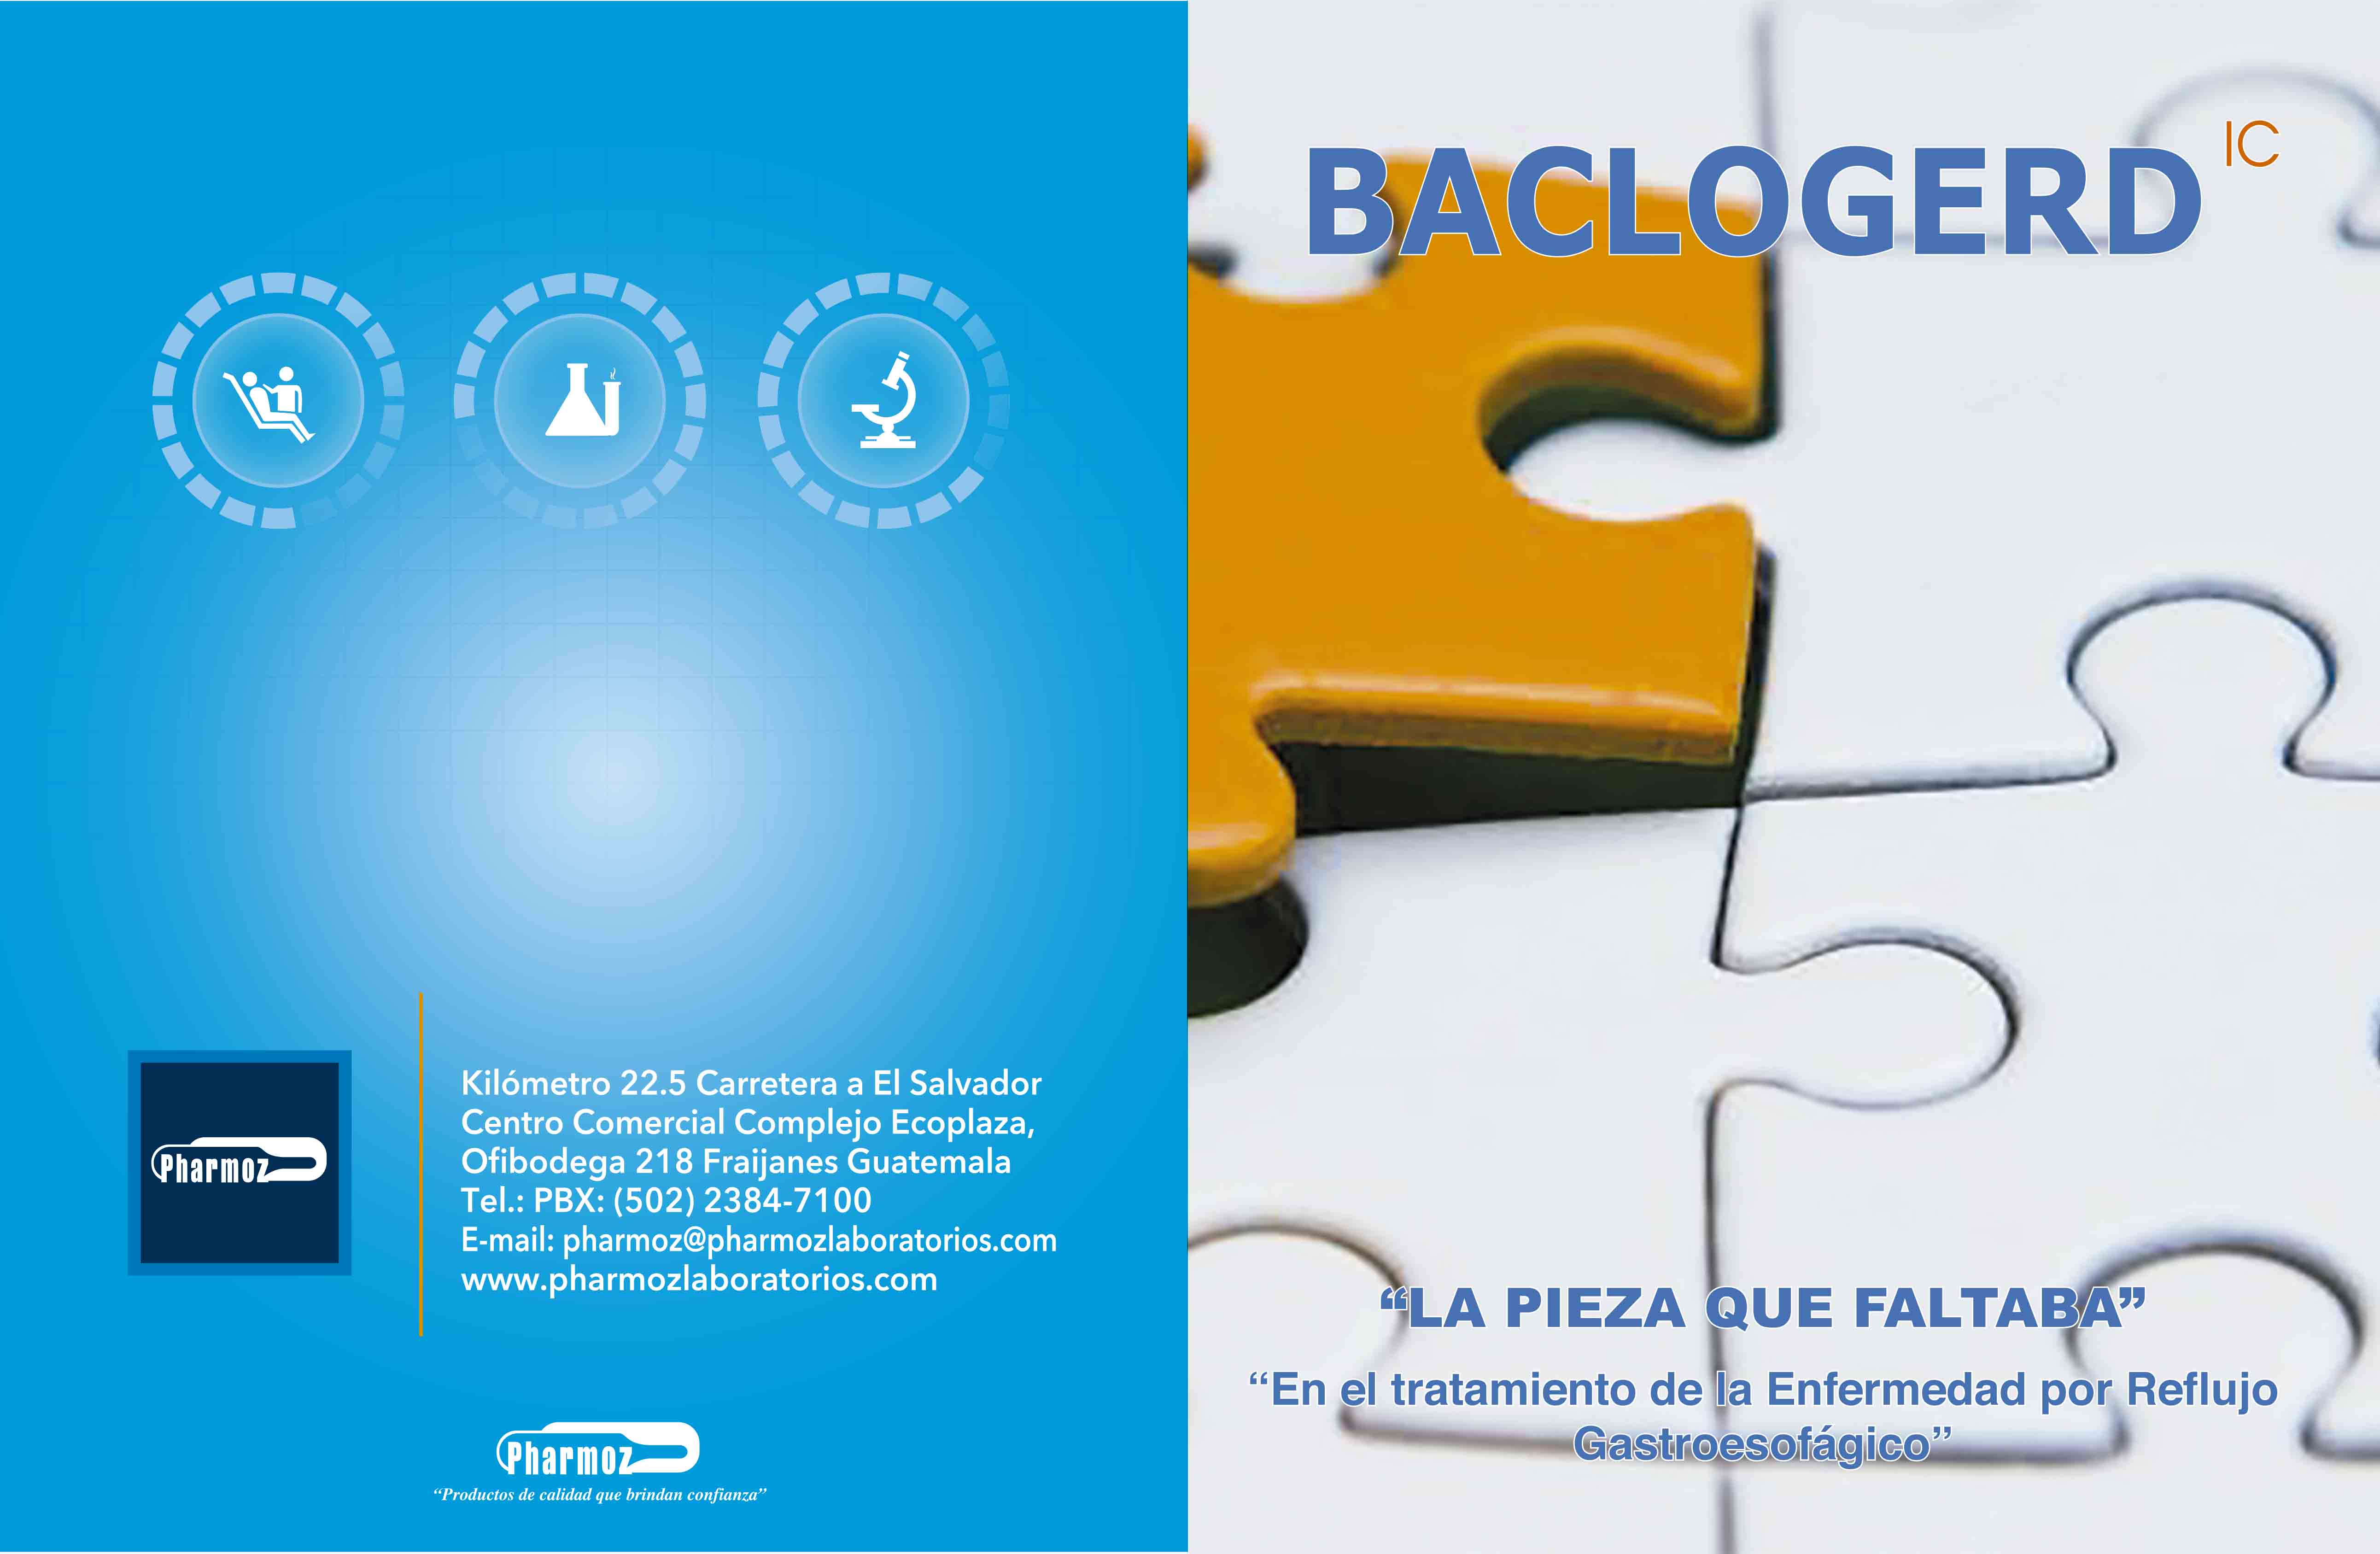 Pharmoz
Kilómetro 22.5 Carretera a El Salvador
Centro Comercial Complejo Ecoplaza,
Ofibodega 218 Fraijanes Guatemala
Tel.: PBX: (502) 2384-7100
E-mail: pharmoz@pharmozlaboratorios.com
www.pharmozlaboratorios.com
Pharmoz
“Productos de calidad que brindan confianza”
BACLOGERD IC
“LA PIEZA QUE FALTABA”
“En el tratamiento de la Enfermedad por Reflujo
Gastroesofágico”